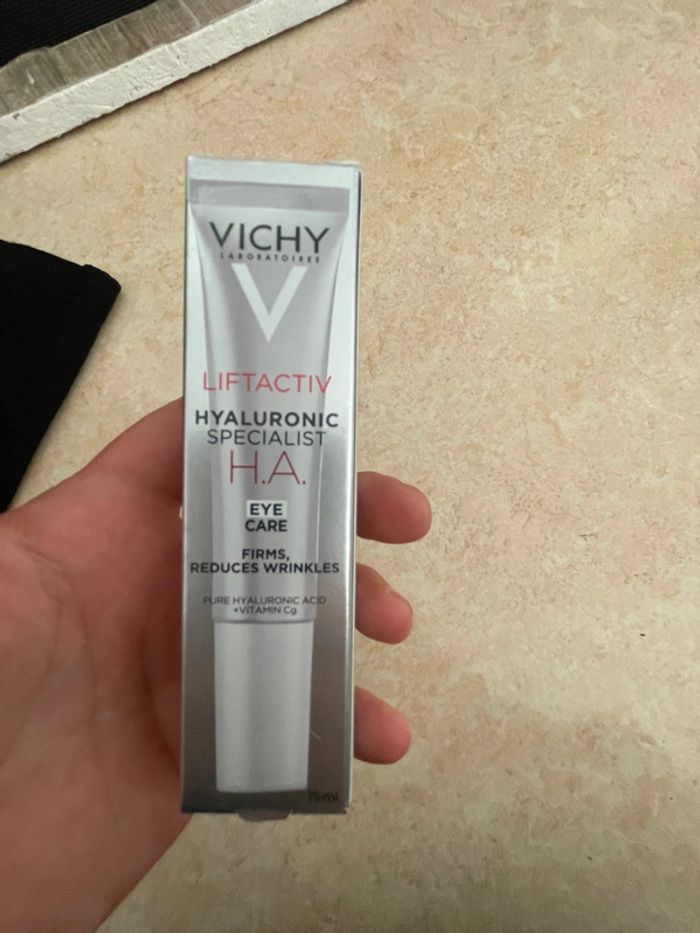 VICHY
LABORATOIRES
LIFTACTIV
HYALURONIC
SPECIALIST
H.A.
EYE
CARE
FIRMS,
REDUCES WRINKLES
PURE HYALURONIC ACID
+VITAMIN Cg
15 ml